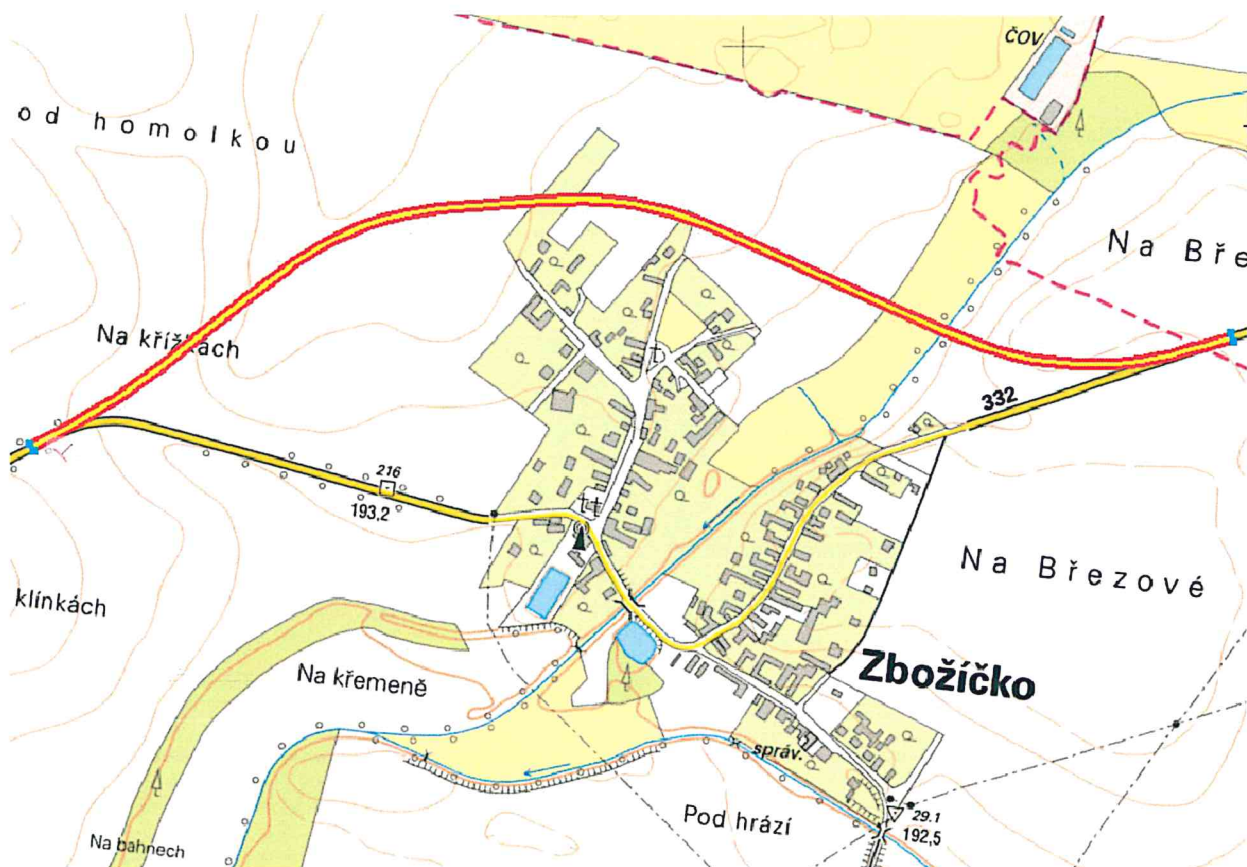 ČOV
od homolkou
Na Bře
Na křížkách
332
216
193,2
Na Březové
klínkách
Zbožíčko
Na křemeně
správ.
Pod hrází
29.1
192,5
Na bahnech